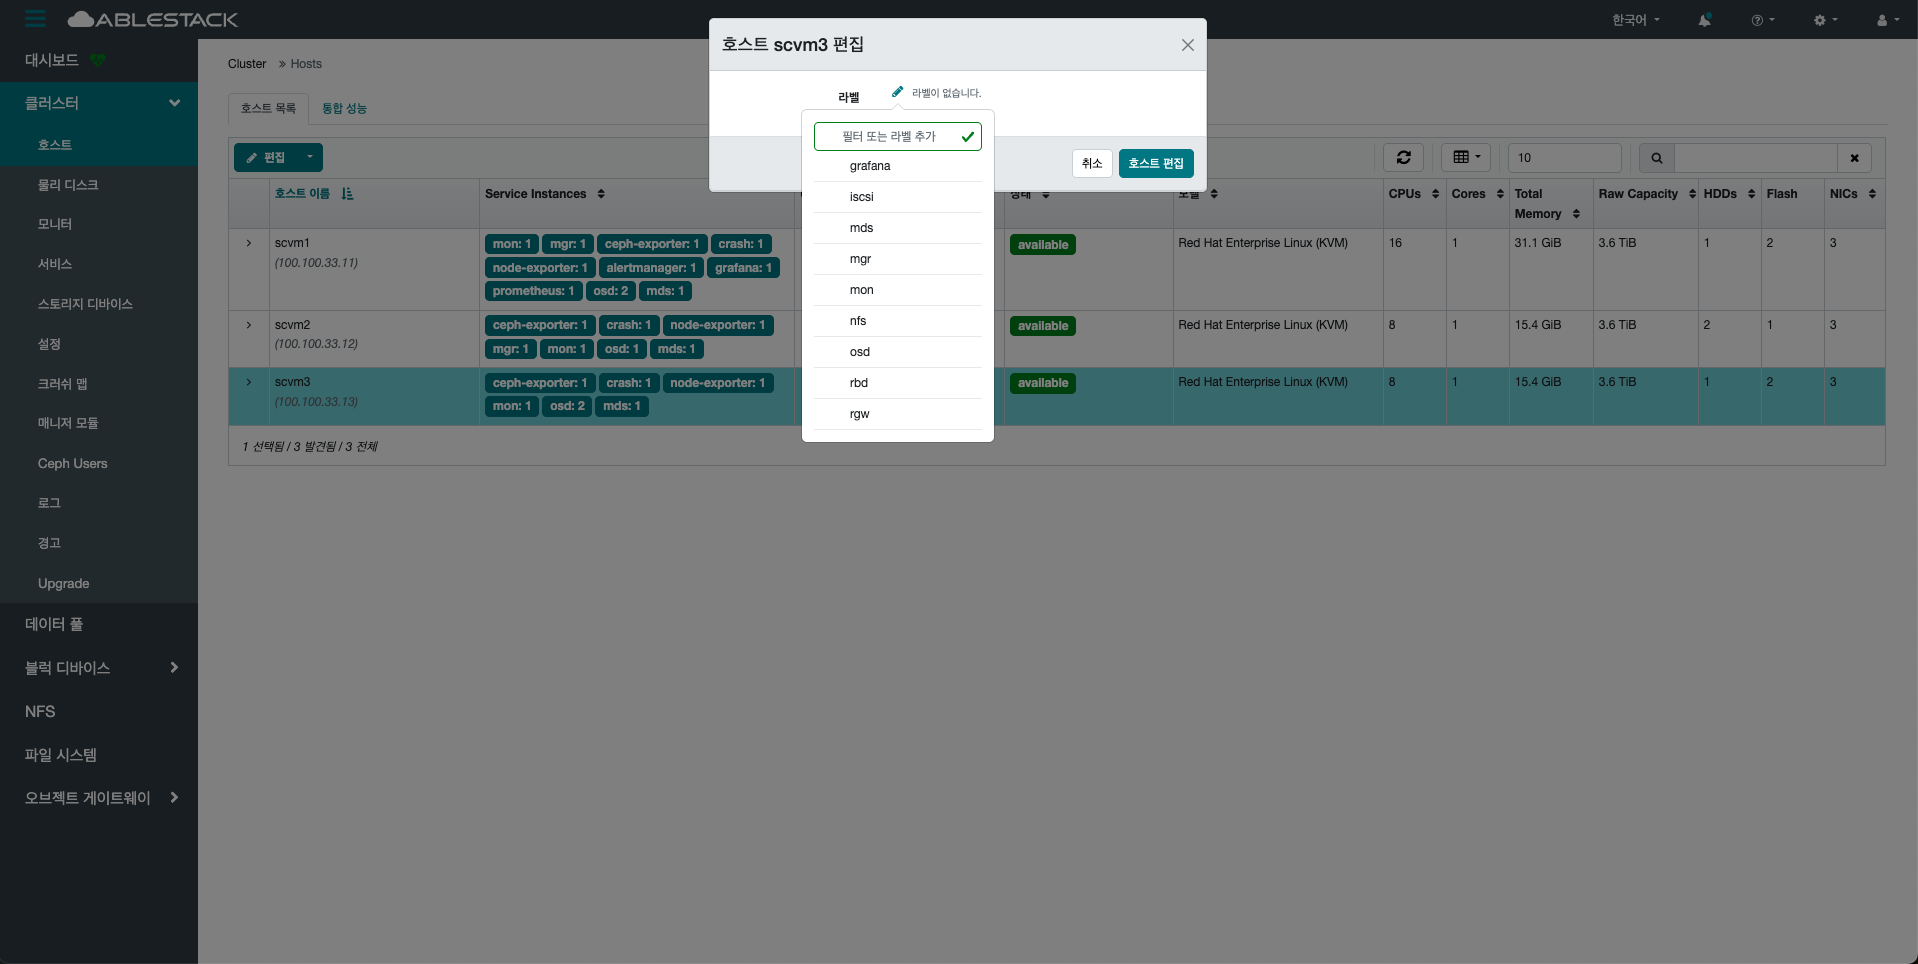 ABLESTACK
한국어
대시보드
클러스터
호스트
물리 디스크
모니터
서비스
스토리지 디바이스
설정
크러쉬 맵
매니저 모듈
Ceph Users
로그
경고
Upgrade
데이터 풀
블럭 디바이스
NFS
파일 시스템
오브젝트 게이트웨이
Cluster » Hosts
호스트 목록 통합 성능
편집
10
호스트 이름 Service Instances 상태 모델 CPUs Cores Total Memory Raw Capacity HDDs Flash NICs
scvm1
(100.100.33.11)
mon: 1 mgr: 1 ceph-exporter: 1 crash: 1
node-exporter: 1 alertmanager: 1 grafana: 1
prometheus: 1 osd: 2 mds: 1
available Red Hat Enterprise Linux (KVM) 16 1 31.1 GiB 3.6 TiB 1 2 3
scvm2
(100.100.33.12)
ceph-exporter: 1 crash: 1 node-exporter: 1
mgr: 1 mon: 1 osd: 1 mds: 1
available Red Hat Enterprise Linux (KVM) 8 1 15.4 GiB 3.6 TiB 2 1 3
scvm3
(100.100.33.13)
ceph-exporter: 1 crash: 1 node-exporter: 1
mon: 1 osd: 2 mds: 1
available Red Hat Enterprise Linux (KVM) 8 1 15.4 GiB 3.6 TiB 1 2 3
1 선택됨 / 3 발견됨 / 3 전체
호스트 scvm3 편집
라벨 라벨이 없습니다.
필터 또는 라벨 추가
grafana
iscsi
mds
mgr
mon
nfs
osd
rbd
rgw
취소 호스트 편집